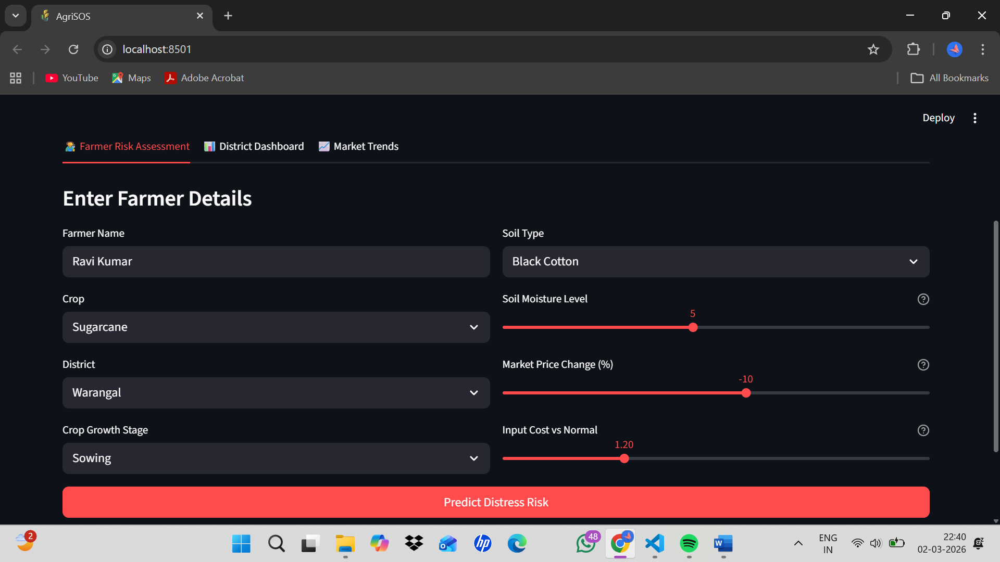 AgriSOS
localhost:8501
YouTube
Maps
Adobe Acrobat
All Bookmarks
Deploy
Farmer Risk Assessment
District Dashboard
Market Trends
Enter Farmer Details
Farmer Name
Ravi Kumar
Soil Type
Black Cotton
Crop
Sugarcane
Soil Moisture Level
5
District
Warangal
Market Price Change (%)
-10
Crop Growth Stage
Sowing
Input Cost vs Normal
1.20
Predict Distress Risk
2
hp
48
W
ENG
IN
22:40
02-03-2026